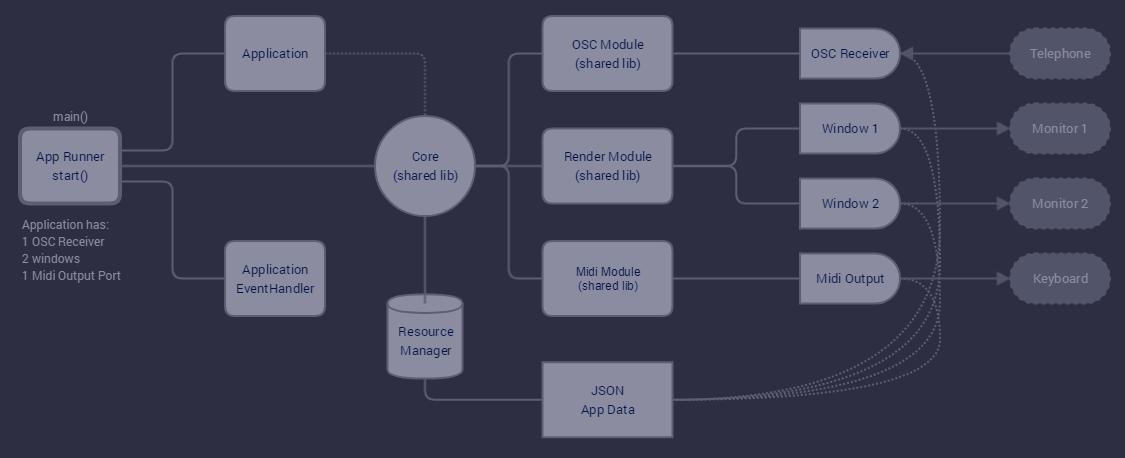 main()
App Runner
start()
Application has:
1 OSC Receiver
2 windows
1 Midi Output Port
Application
Application
EventHandler
Core
(shared lib)
Resource
Manager
OSC Module
(shared lib)
Render Module
(shared lib)
Midi Module
(shared lib)
JSON
App Data
OSC Receiver
Window 1
Window 2
Midi Output
Telephone
Monitor 1
Monitor 2
Keyboard